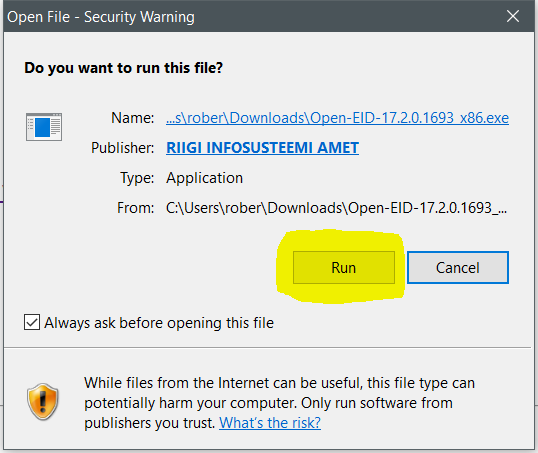 Open File - Security Warning
Do you want to run this file?
Name: ...s\rober\Downloads\Open-EID-17.2.0.1693_x86.exe
Publisher: RIIGI INFOSUSTEEMI AMET
Type: Application
From: C:\Users\rober\Downloads\Open-EID-17.2.0.1693_...
Run Cancel
Always ask before opening this file
While files from the Internet can be useful, this file type can
potentially harm your computer. Only run software from
publishers you trust. What's the risk?